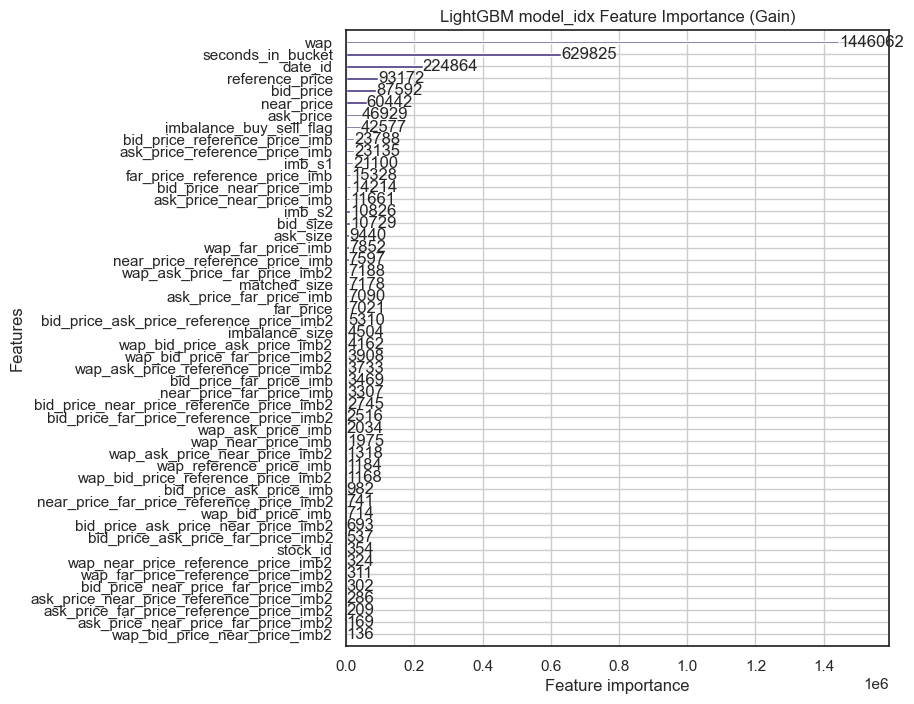 LightGBM model_idx Feature Importance (Gain)
Features
wap 1446062
seconds_in_bucket 629825
date_id 224864
reference_price 93172
bid_price 87592
near_price 60442
ask_price 46929
imbalance_buy_sell_flag 42577
bid_price_reference_price_imb 23788
ask_price_reference_price_imb 23135
imb_s1 21100
far_price_reference_price_imb 15328
bid_price_near_price_imb 14214
ask_price_near_price_imb 11661
imb_s2 10826
bid_size 10729
ask_size 9440
wap_far_price_imb 7852
near_price_reference_price_imb 7597
wap_ask_price_far_price_imb2 7188
matched_size 7178
ask_price_far_price_imb 7090
far_price 7021
bid_price_ask_price_reference_price_imb2 5310
imbalance_size 4504
wap_bid_price_ask_price_imb2 4162
wap_bid_price_far_price_imb2 3908
wap_ask_price_reference_price_imb2 3733
bid_price_far_price_imb 3469
near_price_far_price_imb 3307
bid_price_near_price_reference_price_imb2 2745
bid_price_far_price_reference_price_imb2 2516
wap_ask_price_imb 2034
wap_near_price_imb 1975
wap_ask_price_near_price_imb2 1318
wap_reference_price_imb 1184
wap_bid_price_reference_price_imb2 1168
bid_price_ask_price_imb 982
near_price_far_price_reference_price_imb2 741
wap_bid_price_imb 714
bid_price_ask_price_near_price_imb2 693
bid_price_ask_price_far_price_imb2 537
stock_id 354
wap_near_price_reference_price_imb2 324
wap_far_price_reference_price_imb2 311
bid_price_near_price_far_price_imb2 302
ask_price_near_price_reference_price_imb2 286
ask_price_far_price_reference_price_imb2 209
ask_price_near_price_far_price_imb2 169
wap_bid_price_near_price_imb2 136
0.0 0.2 0.4 0.6 0.8 1.0 1.2 1.4
1e6
Feature importance